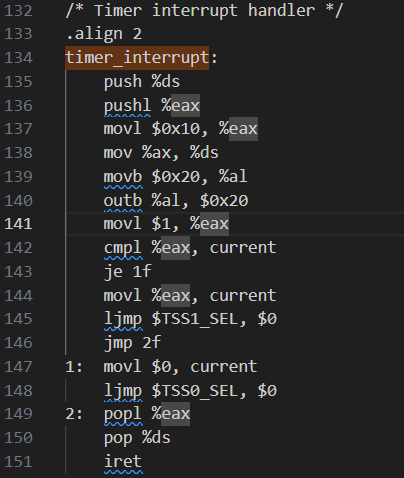 132 /* Timer interrupt handler */
133 .align 2
134 timer_interrupt:
135 push %ds
136 pushl %eax
137 movl $0x10, %eax
138 mov %ax, %ds
139 movb $0x20, %al
140 outb %al, $0x20
141 movl $1, %eax
142 cmpl %eax, current
143 je 1f
144 movl %eax, current
145 ljmp $TSS1_SEL, $0
146 jmp 2f
147 1: movl $0, current
148 ljmp $TSS0_SEL, $0
149 2: popl %eax
150 pop %ds
151 iret